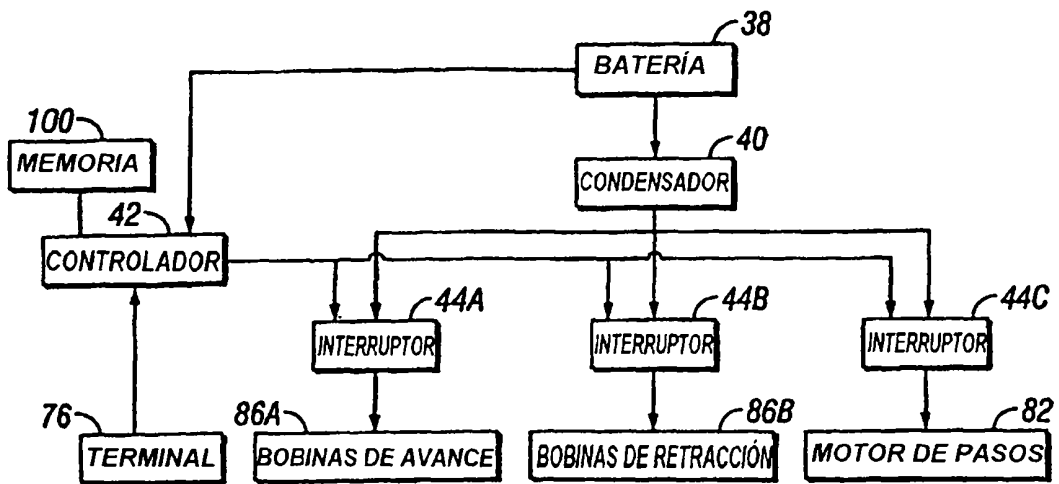 38
BATERÍA
100
MEMORIA
40
CONDENSADOR
42
CONTROLADOR
44A
INTERRUPTOR
44B
INTERRUPTOR
44C
INTERRUPTOR
76
TERMINAL
86A
BOBINAS DE AVANCE
86B
BOBINAS DE RETRACCIÓN
82
MOTOR DE PASOS